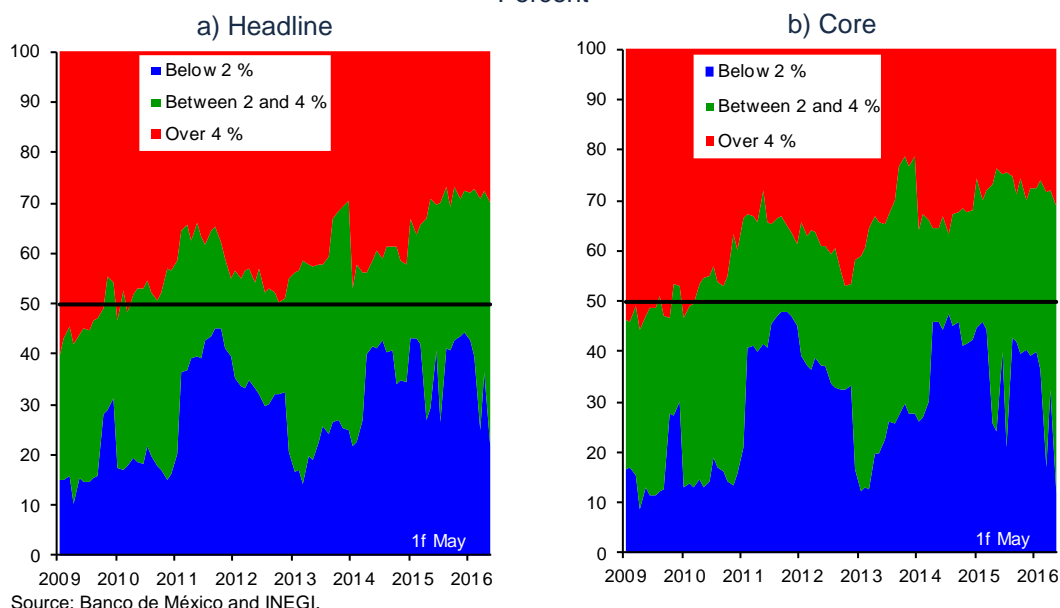 Percent
a) Headline
100
90
80
70
60
50
40
30
20
10
0
Below 2 %
Between 2 and 4 %
Over 4 %
1f May
2009 2010 2011 2012 2013 2014 2015 2016
b) Core
100
90
80
70
60
50
40
30
20
10
0
Below 2 %
Between 2 and 4 %
Over 4 %
1f May
2009 2010 2011 2012 2013 2014 2015 2016
Source: Banco de México and INEGI.